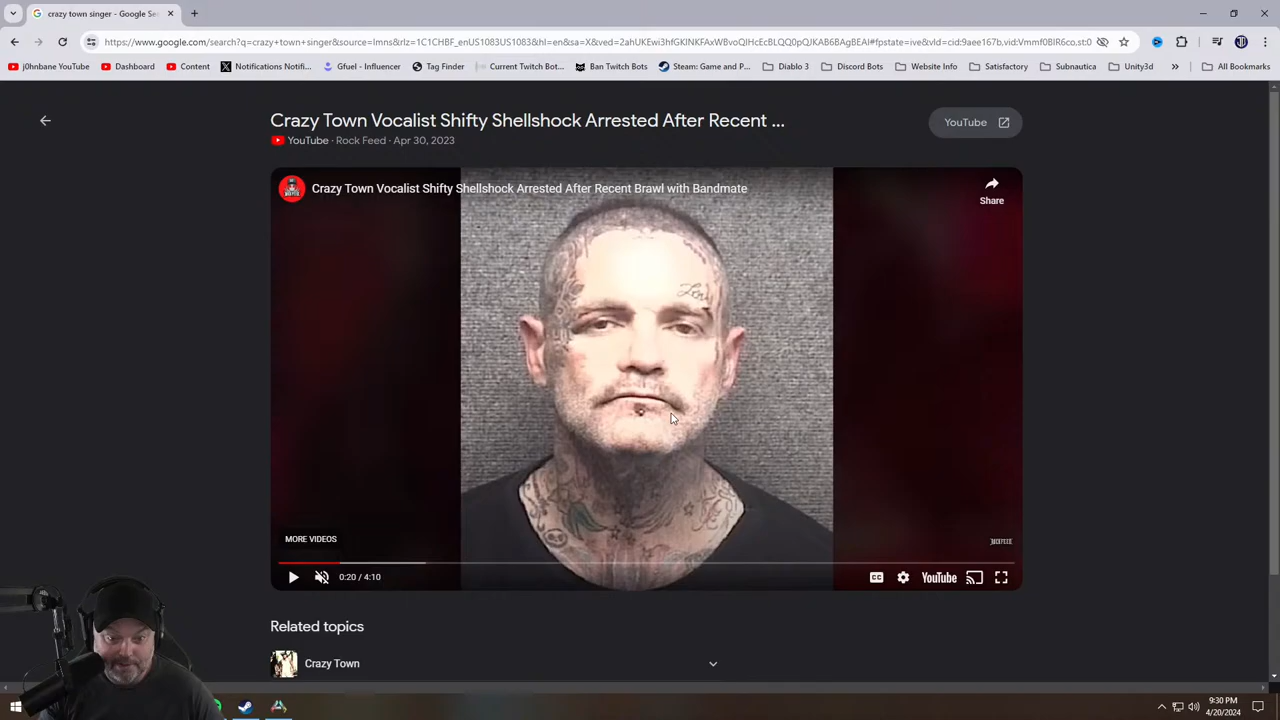 crazy town singer - Google Se
https://www.google.com/search?q=crazy+town+singer&source=lmns&rlz=1C1CHBF_enUS1083US1083&hl=en&sa=X&ved=2ahUKEwi3hfGKINKFAxWBvoQIHcEcBLQQ0pQJKAB6BAgBEAI#fpstate=ive&vld=cid:9aee167b,vid:Vmmf0BlR6co,st:0
j0hnbane YouTube Dashboard Content Notifications Notifi... Gfuel - Influencer Tag Finder Current Twitch Bot... Ban Twitch Bots Steam: Game and P... Diablo 3 Discord Bots Website Info Satisfactory Subnautica Unity3d » All Bookmarks
Crazy Town Vocalist Shifty Shellshock Arrested After Recent ...
YouTube
YouTube · Rock Feed · Apr 30, 2023
Crazy Town Vocalist Shifty Shellshock Arrested After Recent Brawl with Bandmate
Share
MORE VIDEOS
0:20 / 4:10
CC
YouTube
Related topics
Crazy Town
9:30 PM
4/20/2024